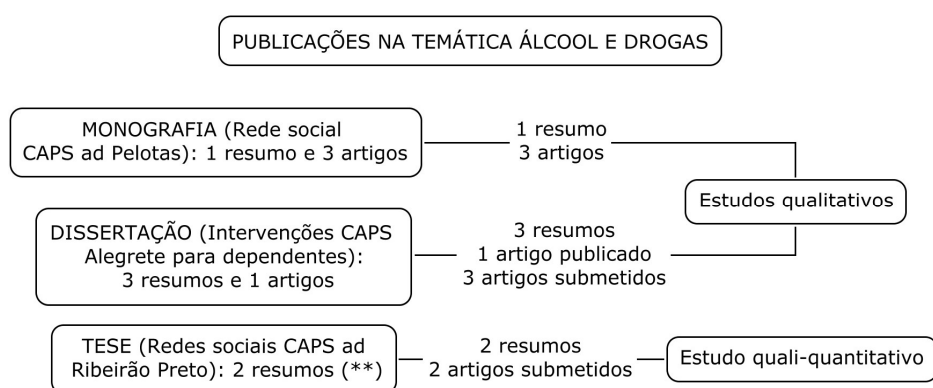 PUBLICAÇÕES NA TEMÁTICA ÁLCOOL E DROGAS
MONOGRAFIA (Rede social
CAPS ad Pelotas): 1 resumo e 3 artigos
1 resumo
3 artigos
Estudos qualitativos
DISSERTAÇÃO (Intervenções CAPS
Alegrete para dependentes):
3 resumos e 1 artigos
3 resumos
1 artigo publicado
3 artigos submetidos
TESE (Redes sociais CAPS ad
Ribeirão Preto): 2 resumos (**)
2 resumos
2 artigos submetidos
Estudo quali-quantitativo